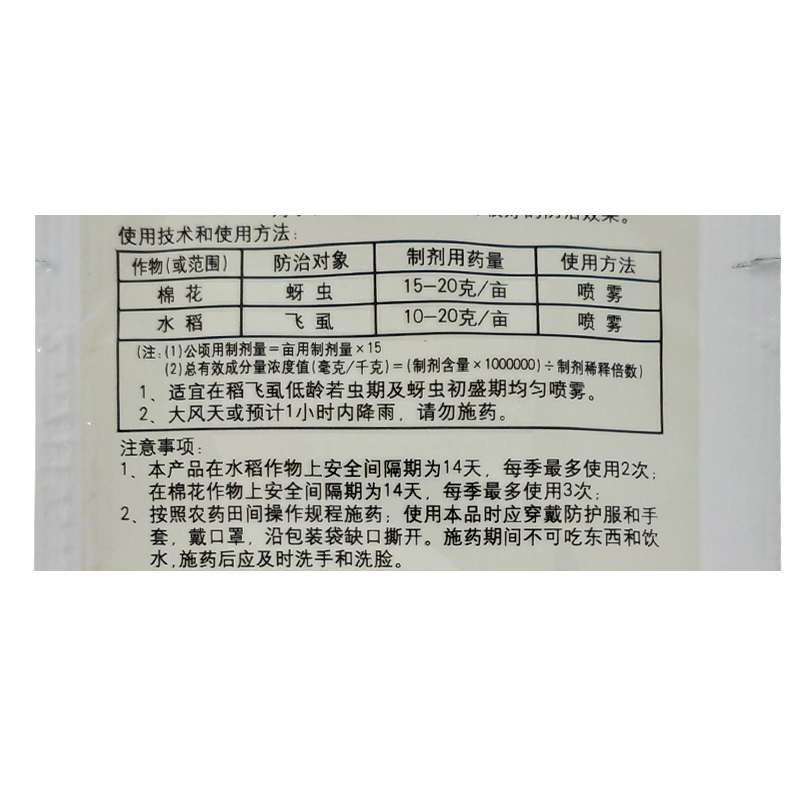 的防治效果。
使用技术和使用方法:
作物(或范围) 防治对象 制剂用药量 使用方法
棉花 蚜虫 15-20克/亩 喷雾
水稻 飞虱 10-20克/亩 喷雾
(注:(1)公顷用制剂量=亩用制剂量×15
(2)总有效成分量浓度值(毫克/千克)=(制剂含量×1000000)÷制剂稀释倍数)
1、适宜在稻飞虱低龄若虫期及蚜虫初盛期均匀喷雾。
2、大风天或预计1小时内降雨,请勿施药。
注意事项:
1、本产品在水稻作物上安全间隔期为14天,每季最多使用2次;
在棉花作物上安全间隔期为14天,每季最多使用3次;
2、按照农药田间操作规程施药;使用本品时应穿戴防护服和手
套,戴口罩,沿包装袋缺口撕开。施药期间不可吃东西和饮
水,施药后应及时洗手和洗脸。